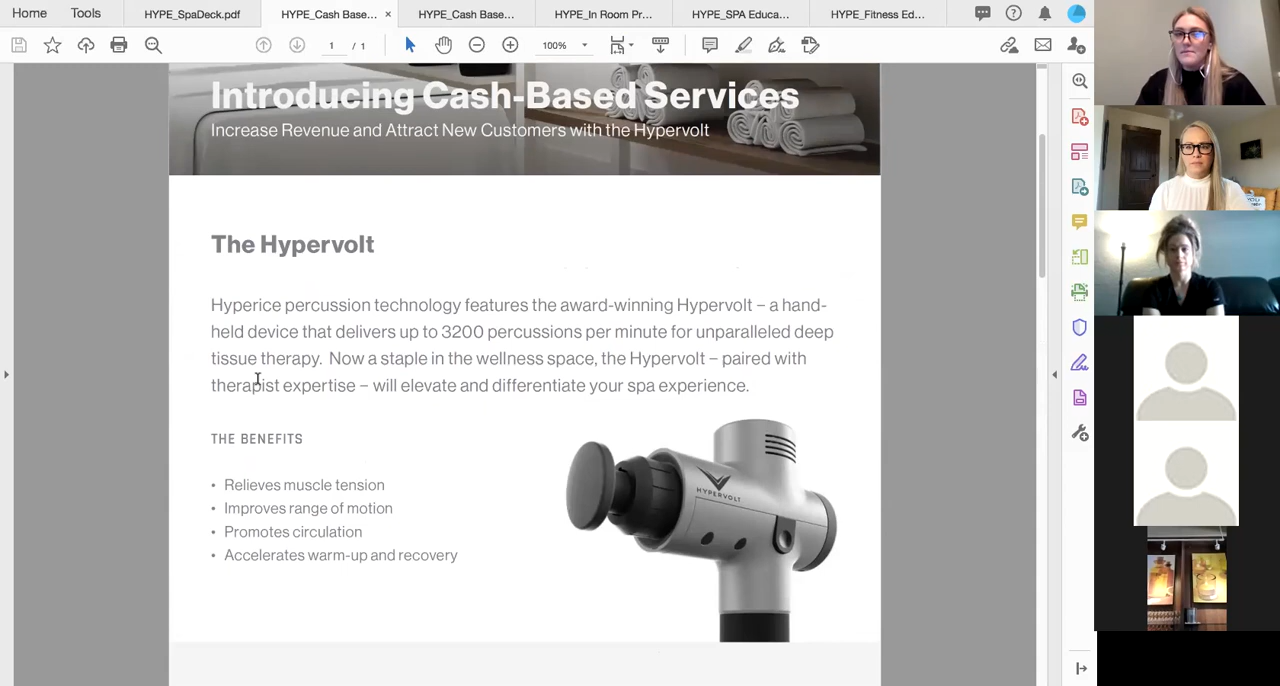 HYPE_SpaDeck.pdf
HYPE_Cash Base...
HYPE_Cash Base...
HYPE_In Room Pr...
HYPE_SPA Educa...
HYPE_Fitness Ed...
Home
Tools
1 / 1
100%
Introducing Cash-Based Services
Increase Revenue and Attract New Customers with the Hypervolt
The Hypervolt
Hyperice percussion technology features the award-winning Hypervolt – a hand-
held device that delivers up to 3200 percussions per minute for unparalleled deep
tissue therapy. Now a staple in the wellness space, the Hypervolt – paired with
therapist expertise – will elevate and differentiate your spa experience.
THE BENEFITS
• Relieves muscle tension
• Improves range of motion
• Promotes circulation
• Accelerates warm-up and recovery
HYPERVOLT